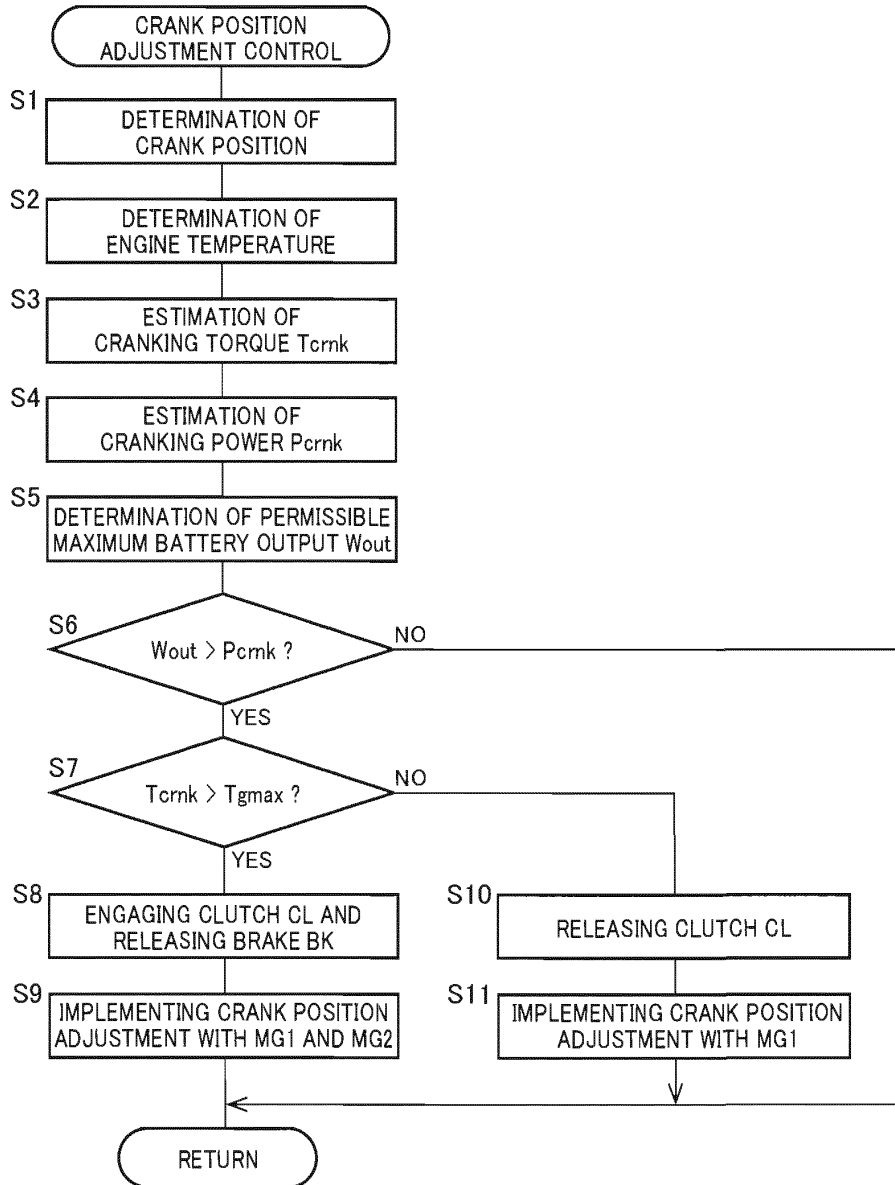 CRANK POSITION
ADJUSTMENT CONTROL
S1
DETERMINATION OF
CRANK POSITION
S2
DETERMINATION OF
ENGINE TEMPERATURE
S3
ESTIMATION OF
CRANKING TORQUE Tcrnk
S4
ESTIMATION OF
CRANKING POWER Pcrnk
S5
DETERMINATION OF PERMISSIBLE
MAXIMUM BATTERY OUTPUT Wout
S6
Wout > Pcrnk ?
NO
YES
S7
Tcrnk > Tgmax ?
NO
YES
S8
ENGAGING CLUTCH CL AND
RELEASING BRAKE BK
S9
IMPLEMENTING CRANK POSITION
ADJUSTMENT WITH MG1 AND MG2
S10
RELEASING CLUTCH CL
S11
IMPLEMENTING CRANK POSITION
ADJUSTMENT WITH MG1
RETURN